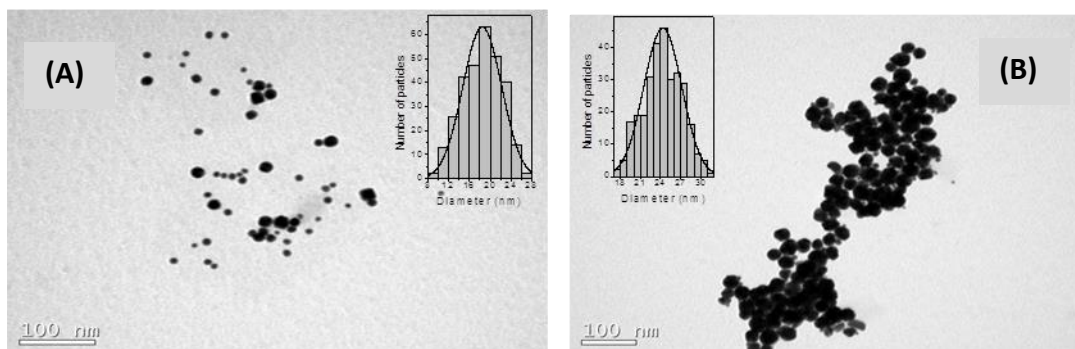 (A)
Number of particles
60
50
40
30
20
10
0
8 12 16 20 24 28
Diameter (nm)
100 nm
(B)
Number of particles
40
30
20
10
0
18 21 24 27 30
Diameter (nm)
100 nm